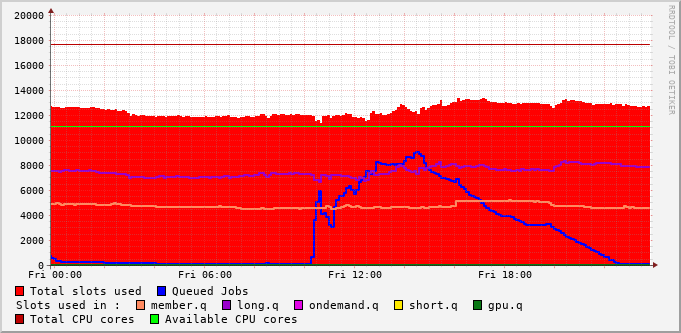 20000
18000
16000
14000
12000
10000
8000
6000
4000
2000
0
Fri 00:00 Fri 06:00 Fri 12:00 Fri 18:00
Total slots used Queued Jobs
Slots used in : member.q long.q ondemand.q short.q gpu.q
Total CPU cores Available CPU cores
RRDTOOL / TOBI OETIKER